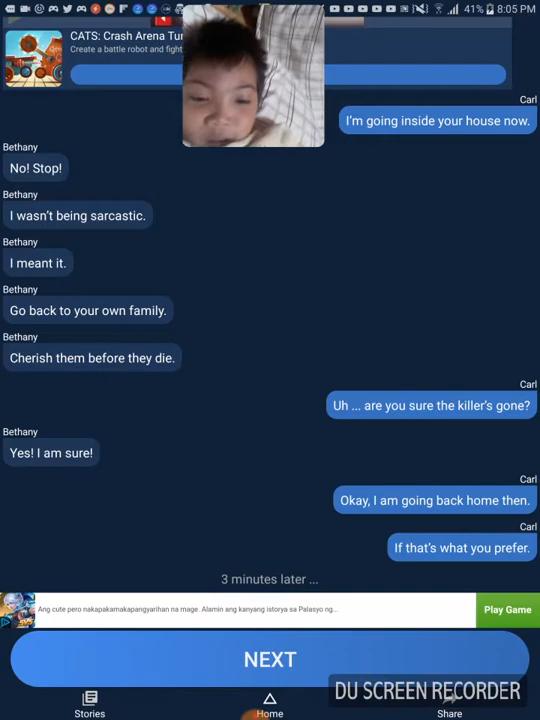 41% 8:05 PM
CATS: Crash Arena Tur
Create a battle robot and fight
Carl
I'm going inside your house now.
Bethany
No! Stop!
Bethany
I wasn't being sarcastic.
Bethany
I meant it.
Bethany
Go back to your own family.
Bethany
Cherish them before they die.
Carl
Uh ... are you sure the killer's gone?
Bethany
Yes! I am sure!
Carl
Okay, I am going back home then.
Carl
If that's what you prefer.
3 minutes later ...
Ang cute pero nakapakamakapangyarihan na mage. Alamin ang kanyang istorya sa Palasyo ng...
Play Game
NEXT
DU SCREEN RECORDER
Stories
Home
Share